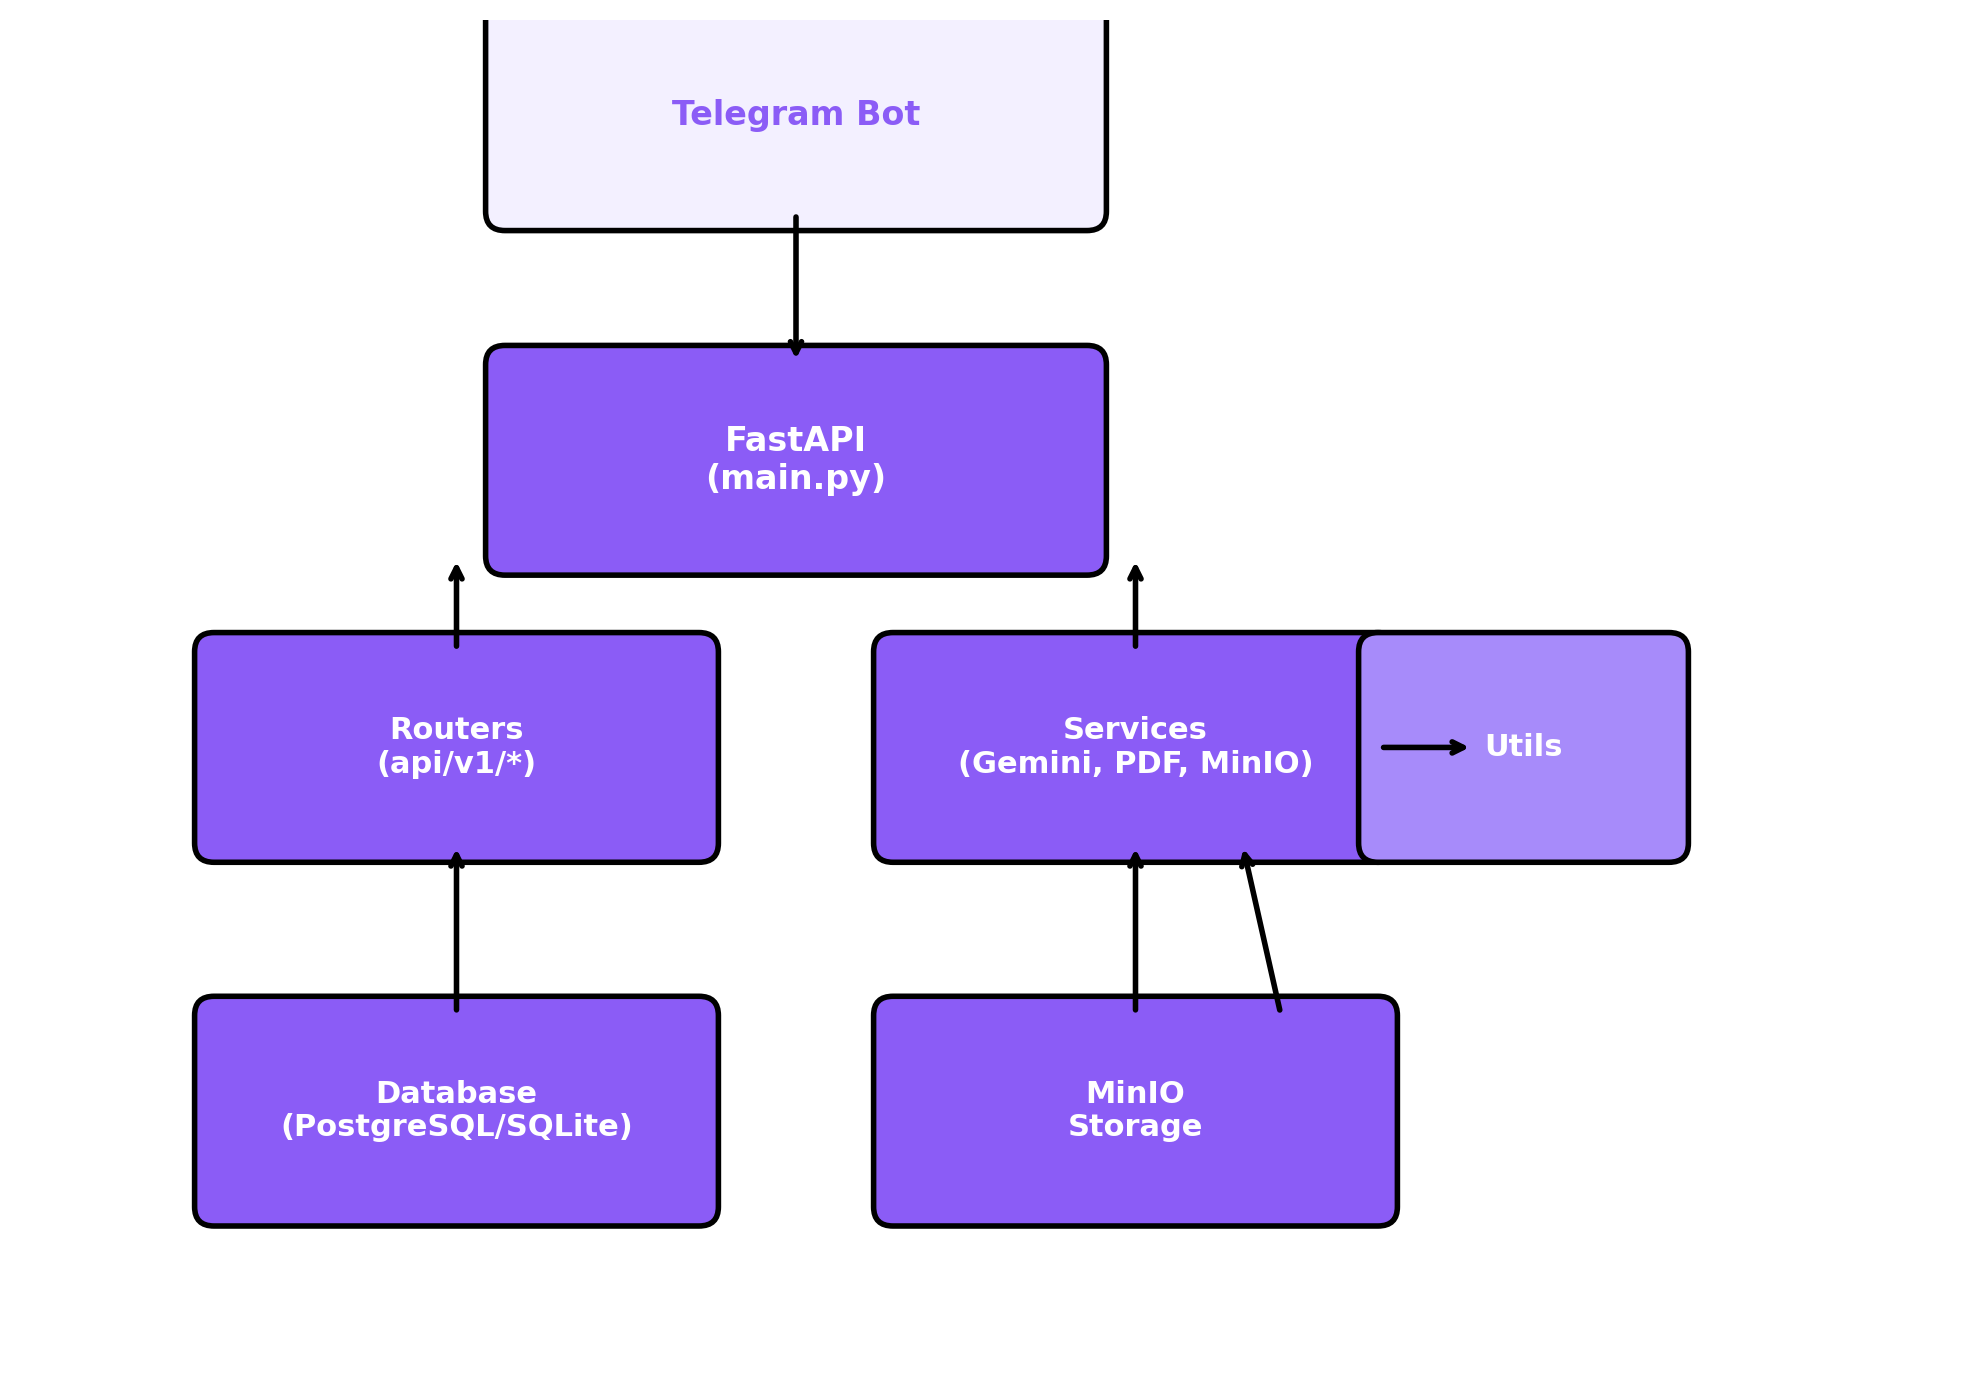 Telegram Bot
FastAPI
(main.py)
Routers
(api/v1/*)
Services
(Gemini, PDF, MinIO)
Utils
Database
(PostgreSQL/SQLite)
MinIO
Storage